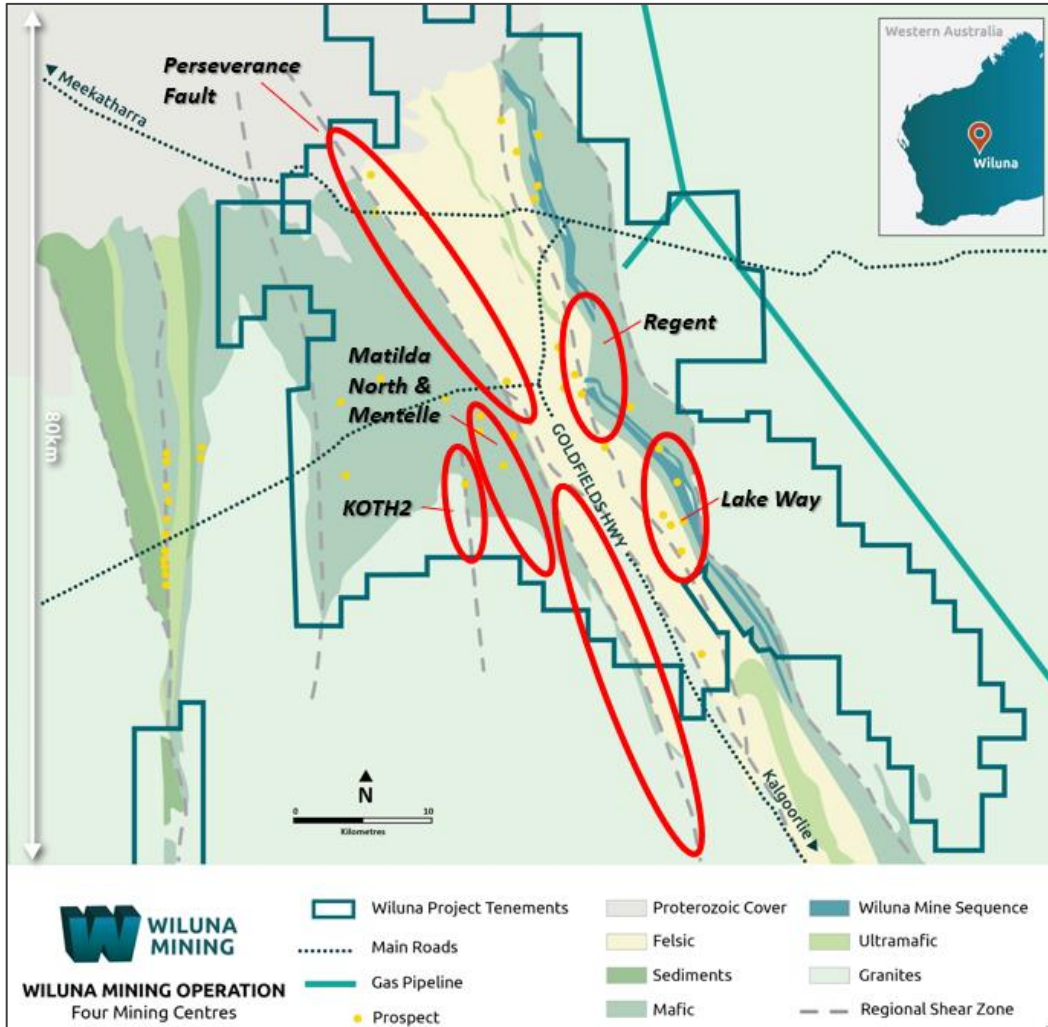 Western Australia
Wiluna
Perseverance
Fault
Meekatharra
Regent
Matilda
North &
Mentelle
80km
GOLDFIELDS HWY
KOTH2
Lake Way
N
0 10
Kilometres
Kalgoorlie
WILUNA
MINING
WILUNA MINING OPERATION
Four Mining Centres
Wiluna Project Tenements
Main Roads
Gas Pipeline
Prospect
Proterozoic Cover
Felsic
Sediments
Mafic
Wiluna Mine Sequence
Ultramafic
Granites
Regional Shear Zone